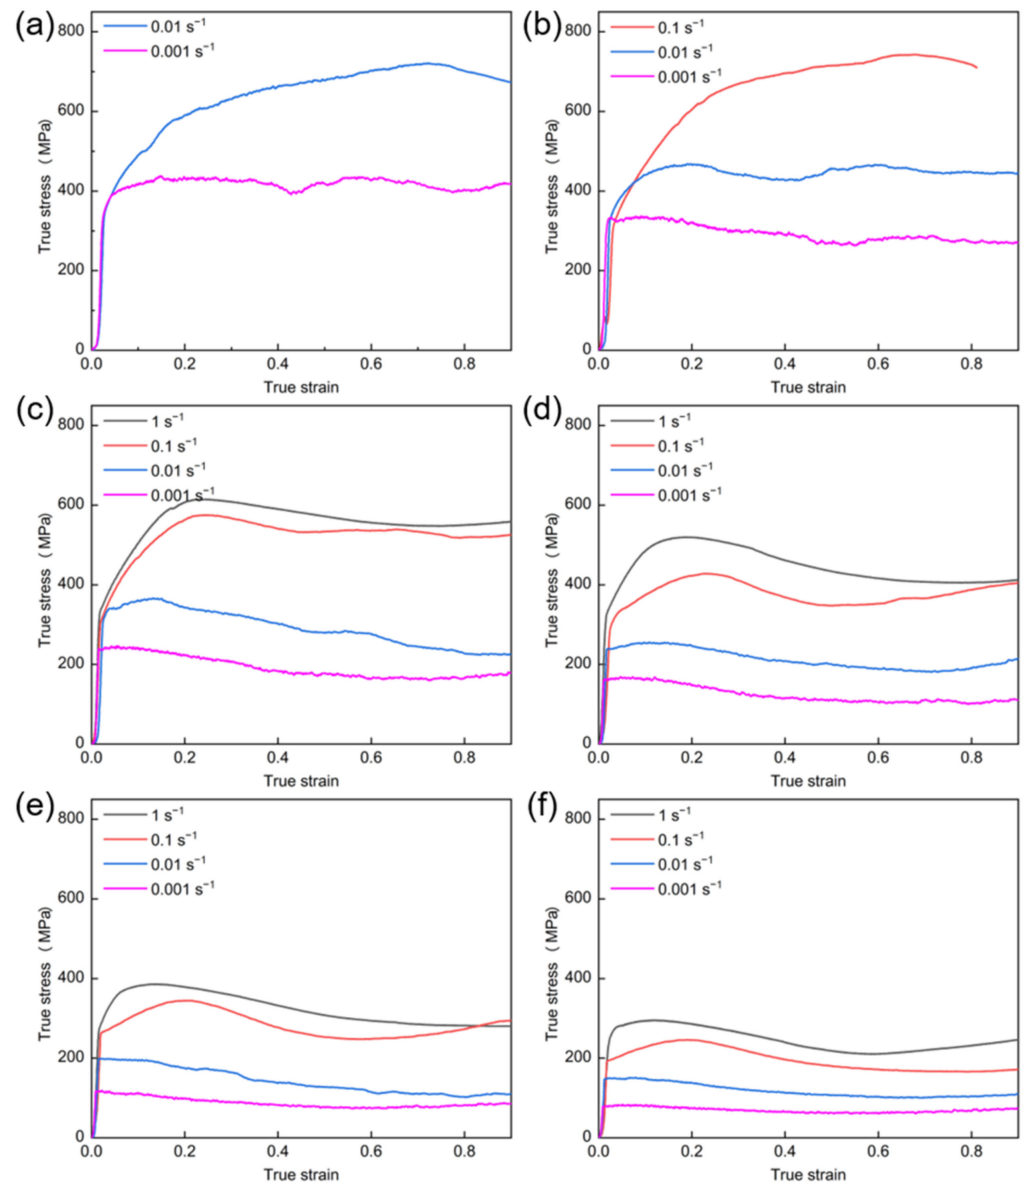 (a)
0.01 s⁻¹
0.001 s⁻¹
800
600
400
200
0
True stress (MPa)
0.0 0.2 0.4 0.6 0.8
True strain
(b)
0.1 s⁻¹
0.01 s⁻¹
0.001 s⁻¹
800
600
400
200
0
True stress (MPa)
0.0 0.2 0.4 0.6 0.8
True strain
(c)
1 s⁻¹
0.1 s⁻¹
0.01 s⁻¹
0.001 s⁻¹
800
600
400
200
0
True stress (MPa)
0.0 0.2 0.4 0.6 0.8
True strain
(d)
1 s⁻¹
0.1 s⁻¹
0.01 s⁻¹
0.001 s⁻¹
800
600
400
200
0
True stress (MPa)
0.0 0.2 0.4 0.6 0.8
True strain
(e)
1 s⁻¹
0.1 s⁻¹
0.01 s⁻¹
0.001 s⁻¹
800
600
400
200
0
True stress (MPa)
0.0 0.2 0.4 0.6 0.8
True strain
(f)
1 s⁻¹
0.1 s⁻¹
0.01 s⁻¹
0.001 s⁻¹
800
600
400
200
0
True stress (MPa)
0.0 0.2 0.4 0.6 0.8
True strain